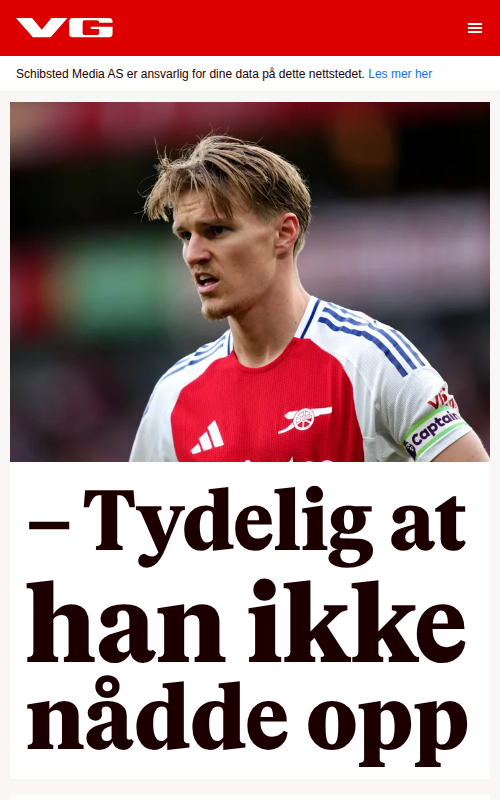 VG
Schibsted Media AS er ansvarlig for dine data på dette nettstedet. Les mer her
Captain
– Tydelig at
han ikke
nådde opp